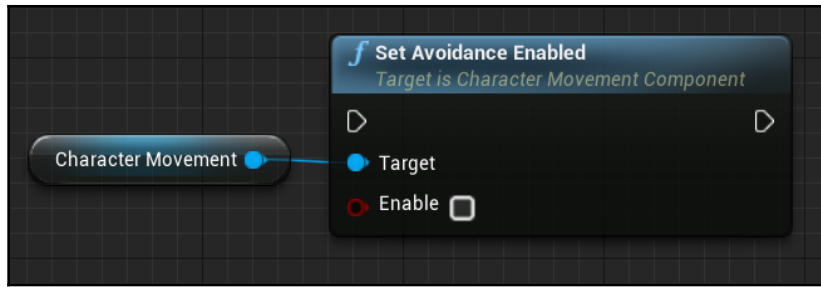 Set Avoidance Enabled
Target is Character Movement Component
Character Movement
Target
Enable